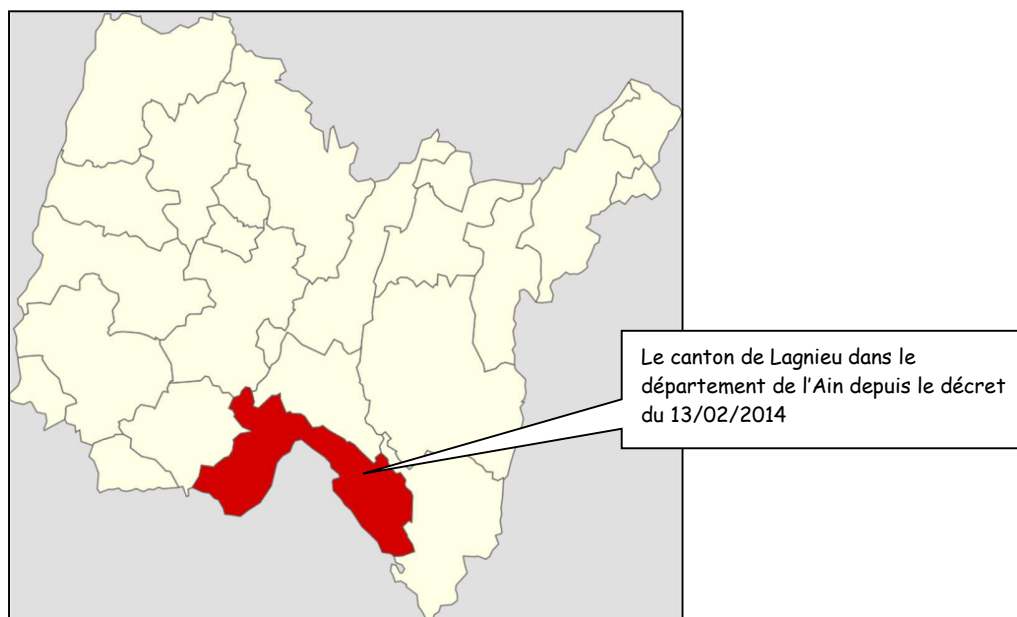 Le canton de Lagnieu dans le
département de l’Ain depuis le décret
du 13/02/2014